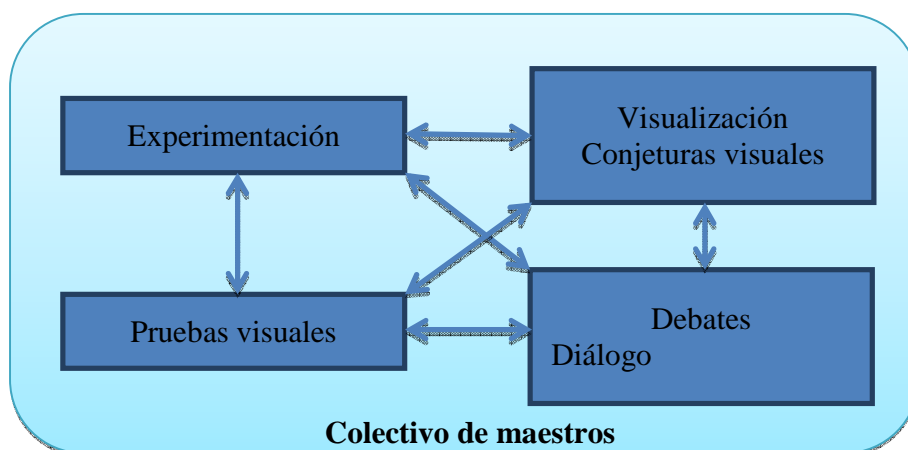 Experimentación
Visualización
Conjeturas visuales
Pruebas visuales
Debates
Diálogo
Colectivo de maestros